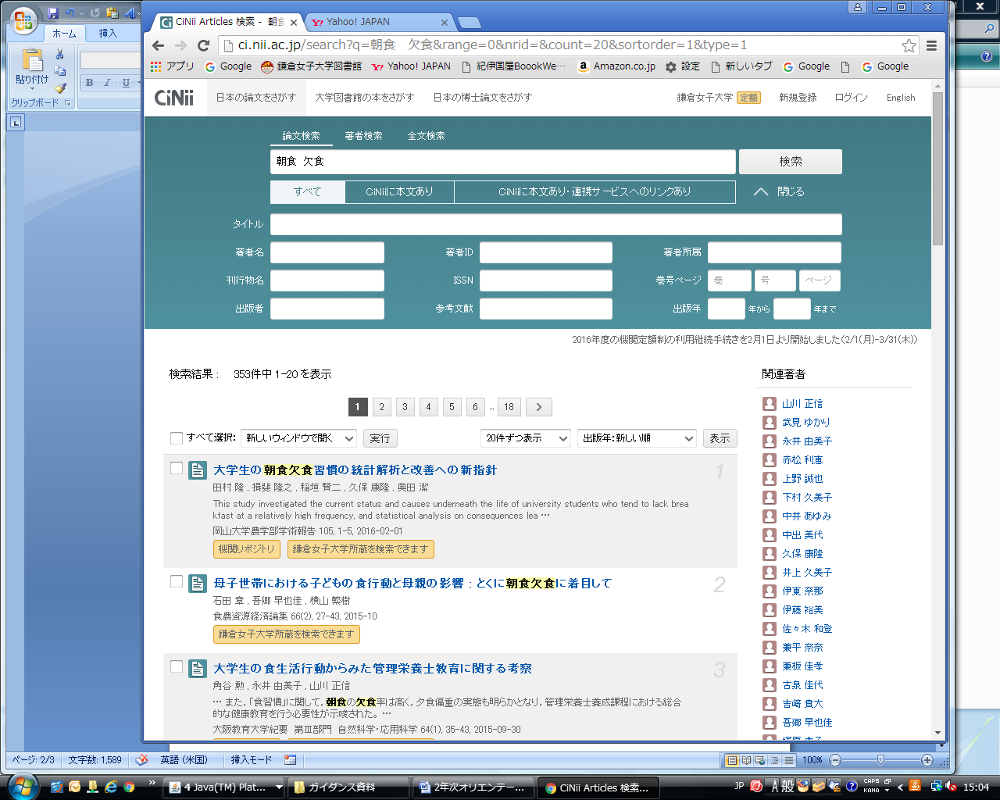 CiNii Articles 検索 - 朝食
Yahoo! JAPAN
ci.nii.ac.jp/search?q=朝食　欠食&range=0&nrid=&count=20&sortorder=1&type=1
アプリ Google 鎌倉女子大学図書館 Yahoo! JAPAN 紀伊国屋BoookWe… Amazon.co.jp 設定 新しいタブ Google Google
ホーム 挿入
貼り付け
B I U
クリップボード
CiNii 日本の論文をさがす 大学図書館の本をさがす 日本の博士論文をさがす 鎌倉女子大学 定額 新規登録 ログイン English
論文検索 著者検索 全文検索
朝食　欠食 検索
すべて CiNiiに本文あり CiNiiに本文あり・連携サービスへのリンクあり 閉じる
タイトル
著者名 著者ID 著者所属
刊行物名 ISSN 巻号ページ 巻 号 ページ
出版者 参考文献 出版年 年から 年まで
2016年度の機関定額制の利用継続手続きを2月1日より開始しました(2/1(月)-3/31(木))
検索結果： 353件中 1-20 を表示
1 2 3 4 5 6 … 18 >
すべて選択: 新しいウィンドウで開く 実行 20件ずつ表示 出版年:新しい順 表示
大学生の朝食欠食習慣の統計解析と改善への新指針 1
田村 隆 , 揖斐 隆之 , 稲垣 賢二 , 久保 康隆 , 奥田 潔
This study investigated the current status and causes underneath the life of university students who tend to lack brea
kfast at a relatively high frequency, and statistical analysis on consequences lea …
岡山大学農学部学術報告 105, 1-5, 2016-02-01
機関リポジトリ 鎌倉女子大学所蔵を検索できます
母子世帯における子どもの食行動と母親の影響 : とくに朝食欠食に着目して 2
石田 章 , 吾郷 早也佳 , 横山 繁樹
食農資源経済論集 66(2), 27-43, 2015-10
鎌倉女子大学所蔵を検索できます
大学生の食生活行動からみた管理栄養士教育に関する考察 3
角谷 勲 , 永井 由美子 , 山川 正信
… また,「食習慣」に関して, 朝食の欠食率は高く, 夕食偏重の実態も明らかとなり, 管理栄養士養成課程における総合
的な健康教育を行う必要性が示唆された。 …
大阪教育大学紀要 第Ⅲ部門 自然科学・応用科学 64(1), 35-43, 2015-09-30
関連著者
山川 正信
武見 ゆかり
永井 由美子
赤松 利恵
上野 誠也
下村 久美子
中井 あゆみ
中出 美代
久保 康隆
井上 久美子
伊東 奈那
伊藤 裕美
佐々木 和登
兼平 奈奈
兼板 佳孝
古泉 佳代
吉﨑 貴大
吾郷 早也佳
ページ: 2/3 文字数: 1,589 英語 (米国) 挿入モード 100%
4 Java(TM) Plat... ガイダンス資料 2年次オリエンテー... CiNii Articles 検索...
JP A 般 CAPS KANA 15:04